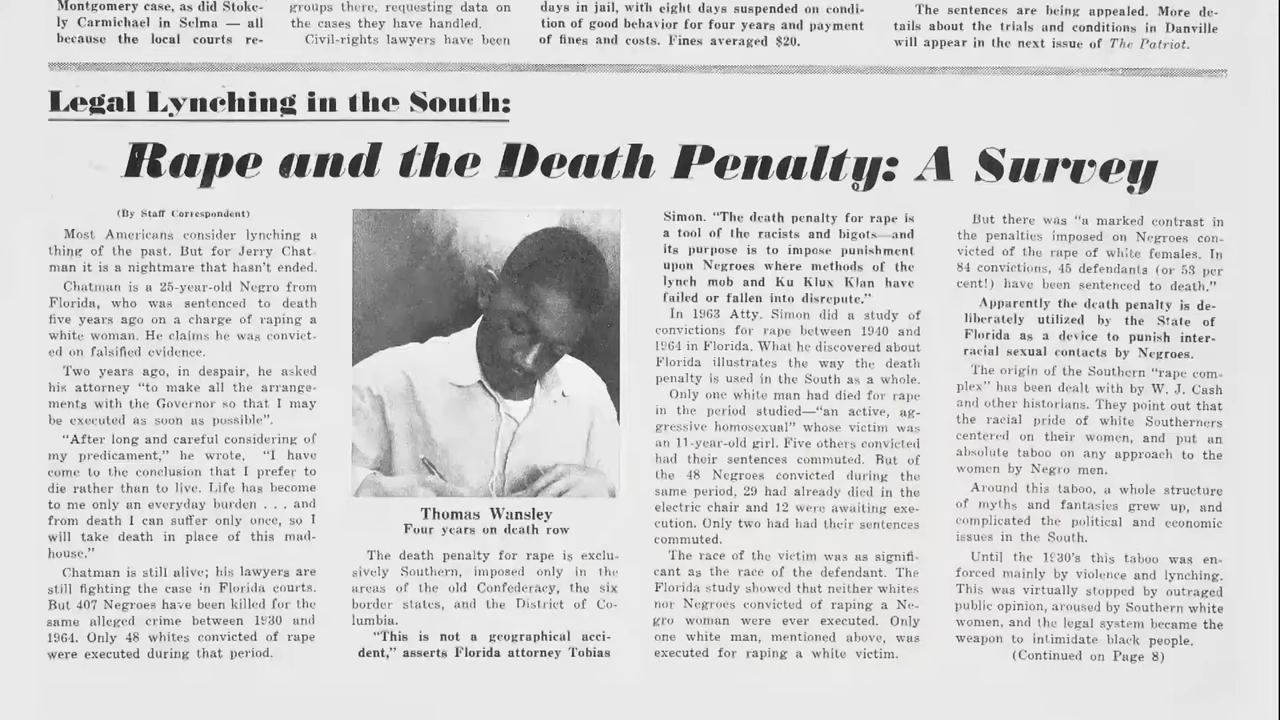 Montgomery case, as did Stoke-
ly Carmichael in Selma — all
because the local courts re-
groups there, requesting data on
the cases they have handled.
Civil-rights lawyers have been
days in jail, with eight days suspended on condi-
tion of good behavior for four years and payment
of fines and costs. Fines averaged $20.
The sentences are being appealed. More de-
tails about the trials and conditions in Danville
will appear in the next issue of The Patriot.
Legal Lynching in the South:
Rape and the Death Penalty: A Survey
(By Staff Correspondent)
Most Americans consider lynching a
thing of the past. But for Jerry Chat-
man it is a nightmare that hasn't ended.
Chatman is a 25-year-old Negro from
Florida, who was sentenced to death
five years ago on a charge of raping a
white woman. He claims he was convict-
ed on falsified evidence.
Two years ago, in despair, he asked
his attorney "to make all the arrange-
ments with the Governor so that I may
be executed as soon as possible".
"After long and careful considering of
my predicament," he wrote, "I have
come to the conclusion that I prefer to
die rather than to live. Life has become
to me only an everyday burden . . . and
from death I can suffer only once, so I
will take death in place of this mad-
house."
Chatman is still alive; his lawyers are
still fighting the case in Florida courts.
But 407 Negroes have been killed for the
same alleged crime between 1930 and
1964. Only 48 whites convicted of rape
were executed during that period.
Thomas Wansley
Four years on death row
The death penalty for rape is exclu-
sively Southern, imposed only in the
areas of the old Confederacy, the six
border states, and the District of Co-
lumbia.
"This is not a geographical acci-
dent," asserts Florida attorney Tobias
Simon. "The death penalty for rape is
a tool of the racists and bigots—and
its purpose is to impose punishment
upon Negroes where methods of the
lynch mob and Ku Klux Klan have
failed or fallen into disrepute."
In 1963 Atty. Simon did a study of
convictions for rape between 1940 and
1964 in Florida. What he discovered about
Florida illustrates the way the death
penalty is used in the South as a whole.
Only one white man had died for rape
in the period studied—"an active, ag-
gressive homosexual" whose victim was
an 11-year-old girl. Five others convicted
had their sentences commuted. But of
the 48 Negroes convicted during the
same period, 29 had already died in the
electric chair and 12 were awaiting exe-
cution. Only two had had their sentences
commuted.
The race of the victim was as signifi-
cant as the race of the defendant. The
Florida study showed that neither whites
nor Negroes convicted of raping a Ne-
gro woman were ever executed. Only
one white man, mentioned above, was
executed for raping a white victim.
But there was "a marked contrast in
the penalties imposed on Negroes con-
victed of the rape of white females. In
84 convictions, 45 defendants (or 53 per
cent!) have been sentenced to death."
Apparently the death penalty is de-
liberately utilized by the State of
Florida as a device to punish inter-
racial sexual contacts by Negroes.
The origin of the Southern "rape com-
plex" has been dealt with by W. J. Cash
and other historians. They point out that
the racial pride of white Southerners
centered on their women, and put an
absolute taboo on any approach to the
women by Negro men.
Around this taboo, a whole structure
of myths and fantasies grew up, and
complicated the political and economic
issues in the South.
Until the 1930's this taboo was en-
forced mainly by violence and lynching.
This was virtually stopped by outraged
public opinion, aroused by Southern white
women, and the legal system became the
weapon to intimidate black people.
(Continued on Page 8)